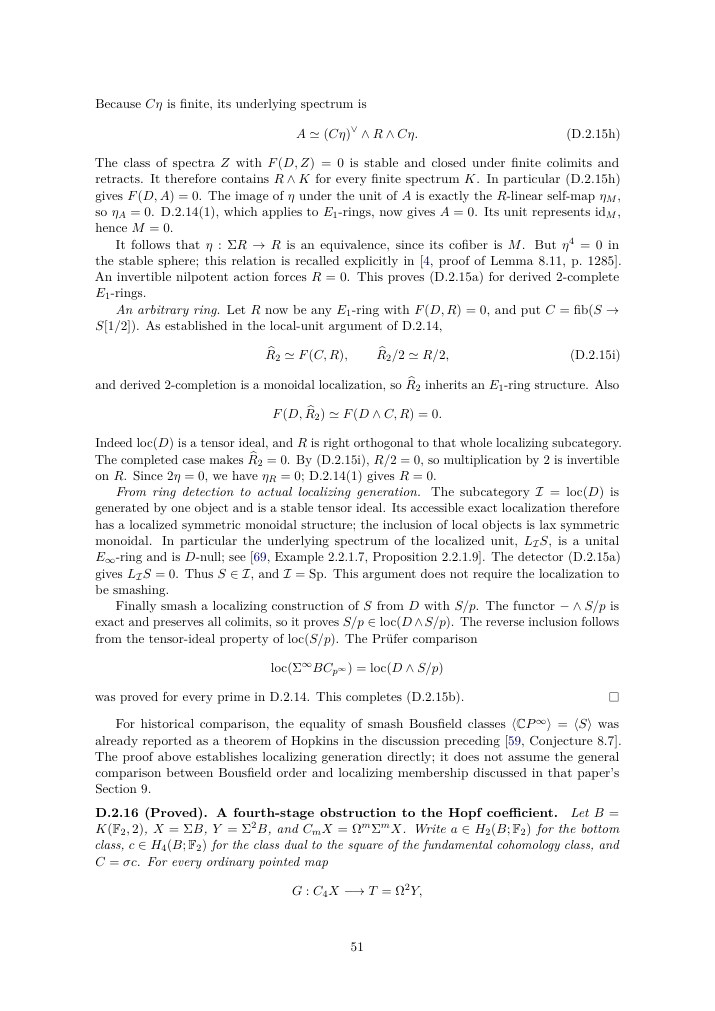 Because Cη is finite, its underlying spectrum is
A ≃ (Cη)^∨ ∧ R ∧ Cη. (D.2.15h)
The class of spectra Z with F(D, Z) = 0 is stable and closed under finite colimits and
retracts. It therefore contains R ∧ K for every finite spectrum K. In particular (D.2.15h)
gives F(D, A) = 0. The image of η under the unit of A is exactly the R-linear self-map η_M,
so η_A = 0. D.2.14(1), which applies to E₁-rings, now gives A = 0. Its unit represents id_M,
hence M = 0.
It follows that η : ΣR → R is an equivalence, since its cofiber is M. But η⁴ = 0 in
the stable sphere; this relation is recalled explicitly in [4, proof of Lemma 8.11, p. 1285].
An invertible nilpotent action forces R = 0. This proves (D.2.15a) for derived 2-complete
E₁-rings.
An arbitrary ring. Let R now be any E₁-ring with F(D, R) = 0, and put C = fib(S →
S[1/2]). As established in the local-unit argument of D.2.14,
R̂₂ ≃ F(C, R), R̂₂/2 ≃ R/2, (D.2.15i)
and derived 2-completion is a monoidal localization, so R̂₂ inherits an E₁-ring structure. Also
F(D, R̂₂) ≃ F(D ∧ C, R) = 0.
Indeed loc(D) is a tensor ideal, and R is right orthogonal to that whole localizing subcategory.
The completed case makes R̂₂ = 0. By (D.2.15i), R/2 = 0, so multiplication by 2 is invertible
on R. Since 2η = 0, we have η_R = 0; D.2.14(1) gives R = 0.
From ring detection to actual localizing generation. The subcategory ℐ = loc(D) is
generated by one object and is a stable tensor ideal. Its accessible exact localization therefore
has a localized symmetric monoidal structure; the inclusion of local objects is lax symmetric
monoidal. In particular the underlying spectrum of the localized unit, L_ℐS, is a unital
E∞-ring and is D-null; see [69, Example 2.2.1.7, Proposition 2.2.1.9]. The detector (D.2.15a)
gives L_ℐS = 0. Thus S ∈ ℐ, and ℐ = Sp. This argument does not require the localization to
be smashing.
Finally smash a localizing construction of S from D with S/p. The functor − ∧ S/p is
exact and preserves all colimits, so it proves S/p ∈ loc(D∧S/p). The reverse inclusion follows
from the tensor-ideal property of loc(S/p). The Prüfer comparison
loc(Σ^∞BC_{p^∞}) = loc(D ∧ S/p)
was proved for every prime in D.2.14. This completes (D.2.15b). □
For historical comparison, the equality of smash Bousfield classes ⟨ℂP^∞⟩ = ⟨S⟩ was
already reported as a theorem of Hopkins in the discussion preceding [59, Conjecture 8.7].
The proof above establishes localizing generation directly; it does not assume the general
comparison between Bousfield order and localizing membership discussed in that paper's
Section 9.
D.2.16 (Proved). A fourth-stage obstruction to the Hopf coefficient. Let B =
K(𝔽₂, 2), X = ΣB, Y = Σ²B, and C_mX = Ω^mΣ^mX. Write a ∈ H₂(B; 𝔽₂) for the bottom
class, c ∈ H₄(B; 𝔽₂) for the class dual to the square of the fundamental cohomology class, and
C = σc. For every ordinary pointed map
G : C₄X ⟶ T = Ω²Y,
51